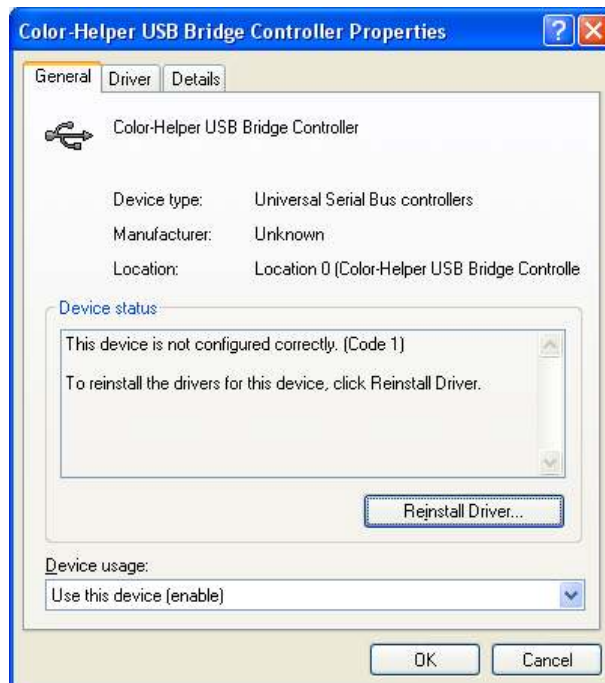 Color-Helper USB Bridge Controller Properties
General Driver Details
Color-Helper USB Bridge Controller
Device type: Universal Serial Bus controllers
Manufacturer: Unknown
Location: Location 0 (Color-Helper USB Bridge Controlle
Device status
This device is not configured correctly. (Code 1)
To reinstall the drivers for this device, click Reinstall Driver.
Reinstall Driver...
Device usage:
Use this device (enable)
OK Cancel